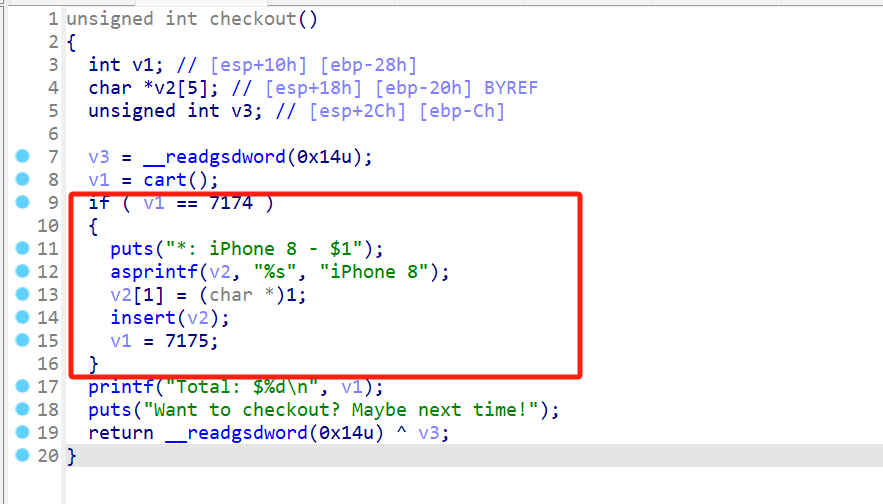 1 unsigned int checkout()
2 {
3 int v1; // [esp+10h] [ebp-28h]
4 char *v2[5]; // [esp+18h] [ebp-20h] BYREF
5 unsigned int v3; // [esp+2Ch] [ebp-Ch]
6
7 v3 = __readgsdword(0x14u);
8 v1 = cart();
9 if ( v1 == 7174 )
10 {
11 puts("*: iPhone 8 - $1");
12 asprintf(v2, "%s", "iPhone 8");
13 v2[1] = (char *)1;
14 insert(v2);
15 v1 = 7175;
16 }
17 printf("Total: $%d\n", v1);
18 puts("Want to checkout? Maybe next time!");
19 return __readgsdword(0x14u) ^ v3;
20 }